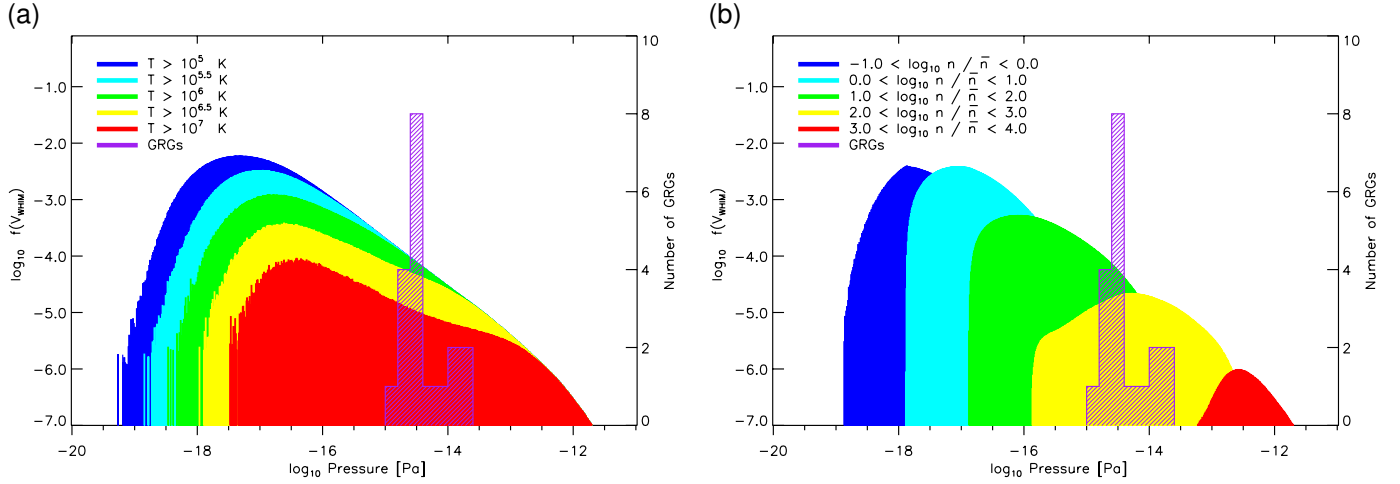 (a)
T > 10^5 K
T > 10^5.5 K
T > 10^6 K
T > 10^6.5 K
T > 10^7 K
GRGs
−1.0
−2.0
−3.0
−4.0
−5.0
−6.0
−7.0
log10 f(VWHIM)
10
8
6
4
2
0
Number of GRGs
−20
−18
−16
−14
−12
log10 Pressure [Pa]
(b)
−1.0 < log10 n / n̄ < 0.0
0.0 < log10 n / n̄ < 1.0
1.0 < log10 n / n̄ < 2.0
2.0 < log10 n / n̄ < 3.0
3.0 < log10 n / n̄ < 4.0
GRGs
−1.0
−2.0
−3.0
−4.0
−5.0
−6.0
−7.0
log10 f(VWHIM)
10
8
6
4
2
0
Number of GRGs
−20
−18
−16
−14
−12
log10 Pressure [Pa]